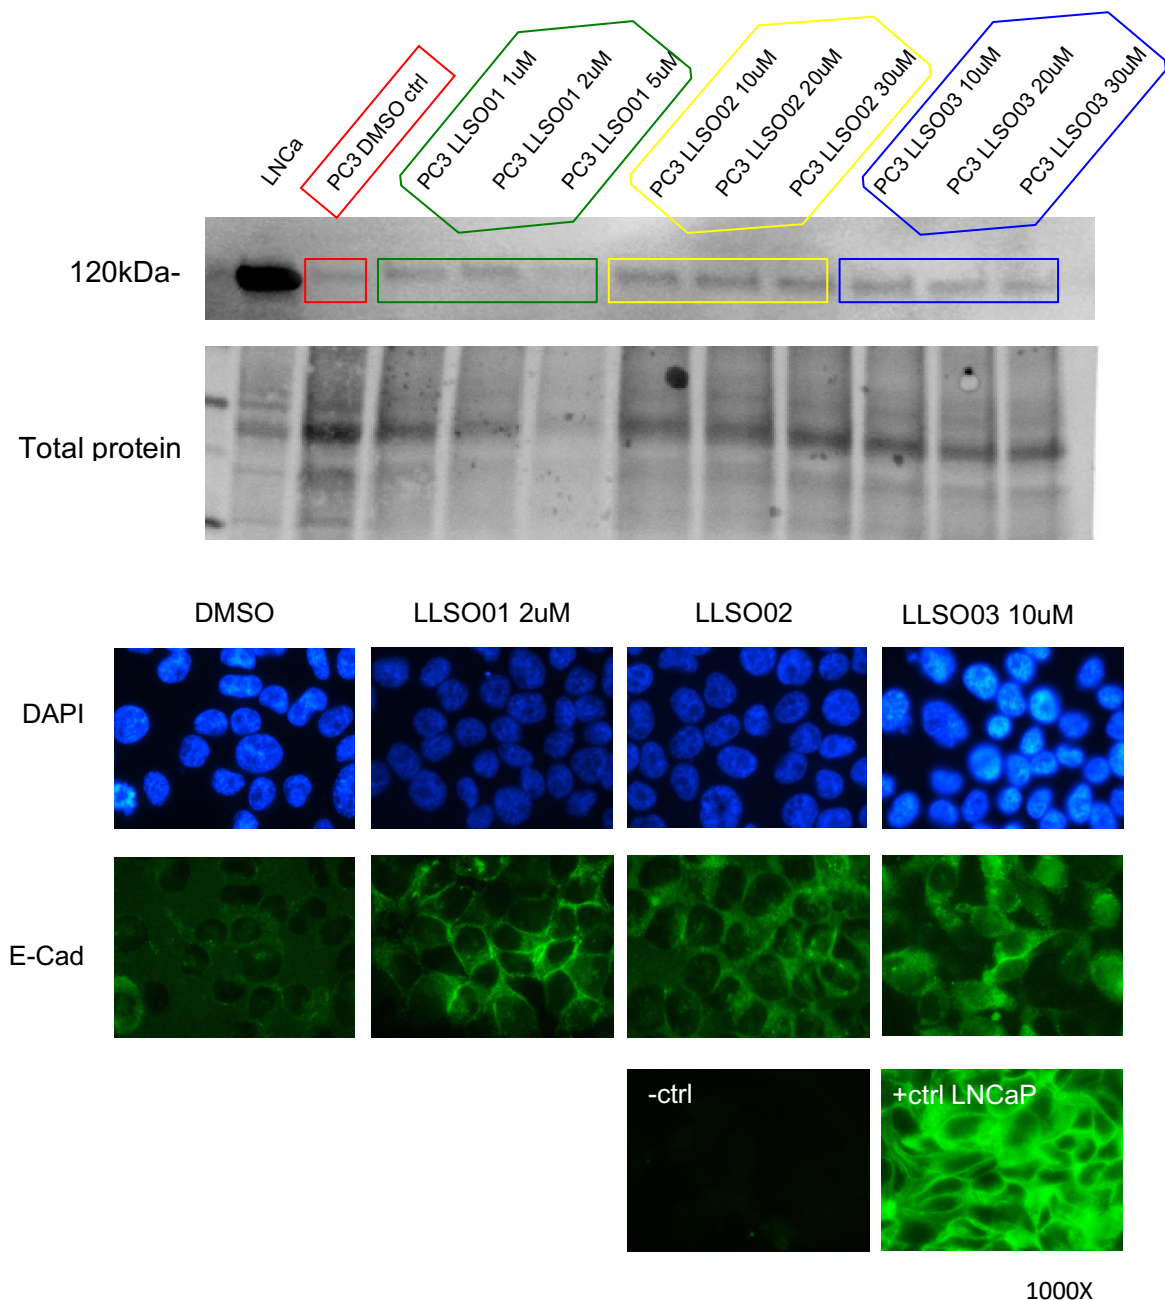 LNCa
PC3 DMSO ctrl
PC3 LLSO01 1uM
PC3 LLSO01 2uM
PC3 LLSO01 5uM
PC3 LLSO02 10uM
PC3 LLSO02 20uM
PC3 LLSO02 30uM
PC3 LLSO03 10uM
PC3 LLSO03 20uM
PC3 LLSO03 30uM
120kDa-
Total protein
DMSO
LLSO01 2uM
LLSO02
LLSO03 10uM
DAPI
E-Cad
-ctrl
+ctrl LNCaP
1000X